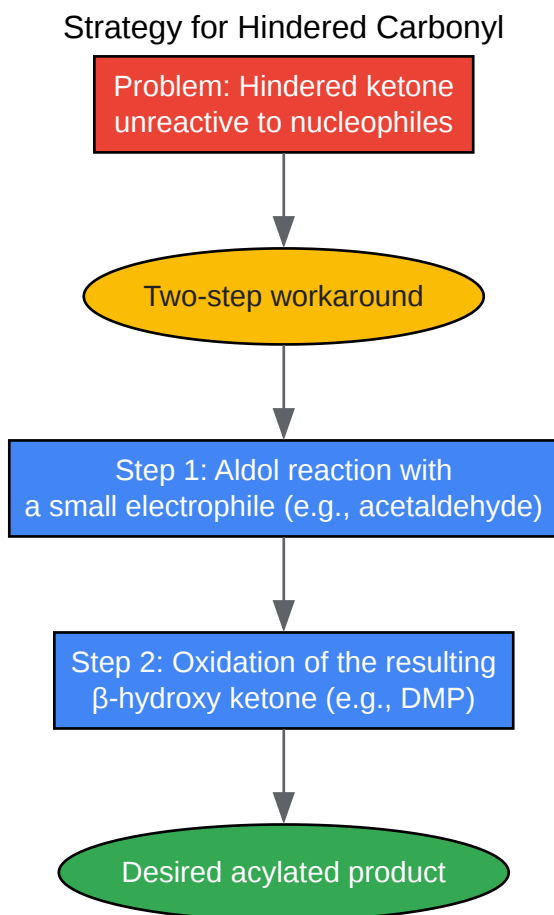 Strategy for Hindered Carbonyl
Problem: Hindered ketone
unreactive to nucleophiles
Two-step workaround
Step 1: Aldol reaction with
a small electrophile (e.g., acetaldehyde)
Step 2: Oxidation of the resulting
β-hydroxy ketone (e.g., DMP)
Desired acylated product